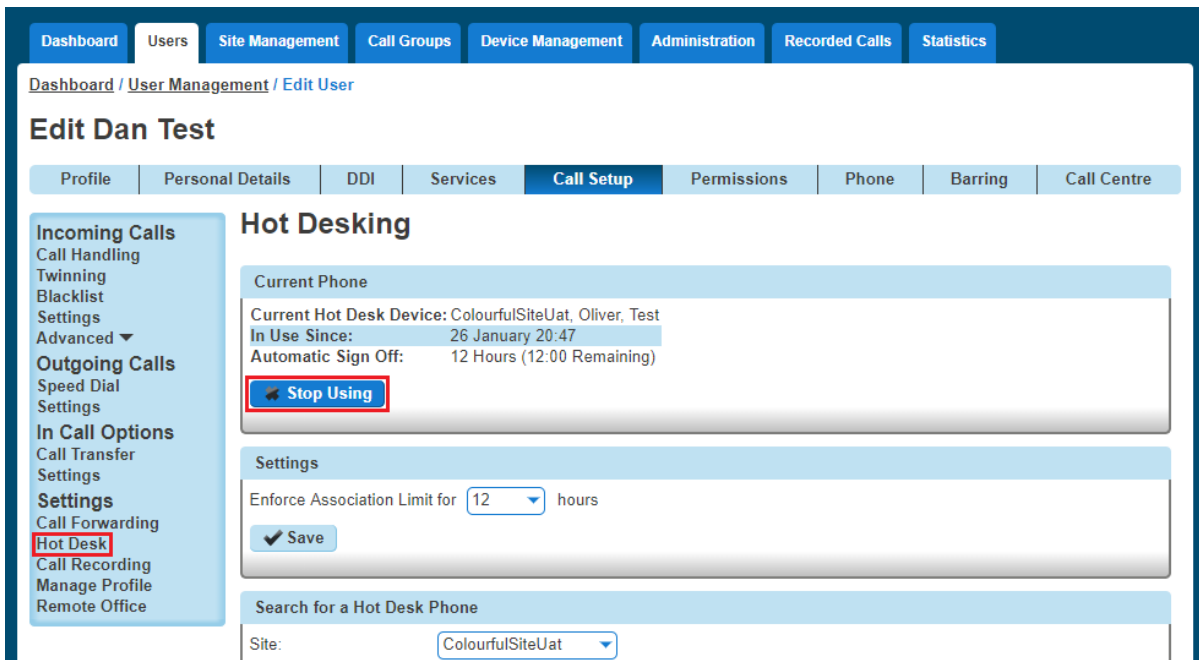 Dashboard Users Site Management Call Groups Device Management Administration Recorded Calls Statistics
Dashboard / User Management / Edit User
Edit Dan Test
Profile Personal Details DDI Services Call Setup Permissions Phone Barring Call Centre
Incoming Calls
Call Handling
Twinning
Blacklist
Settings
Advanced
Outgoing Calls
Speed Dial
Settings
In Call Options
Call Transfer
Settings
Settings
Call Forwarding
Hot Desk
Call Recording
Manage Profile
Remote Office
Hot Desking
Current Phone
Current Hot Desk Device: ColourfulSiteUat, Oliver, Test
In Use Since: 26 January 20:47
Automatic Sign Off: 12 Hours (12:00 Remaining)
Stop Using
Settings
Enforce Association Limit for 12 hours
Save
Search for a Hot Desk Phone
Site: ColourfulSiteUat